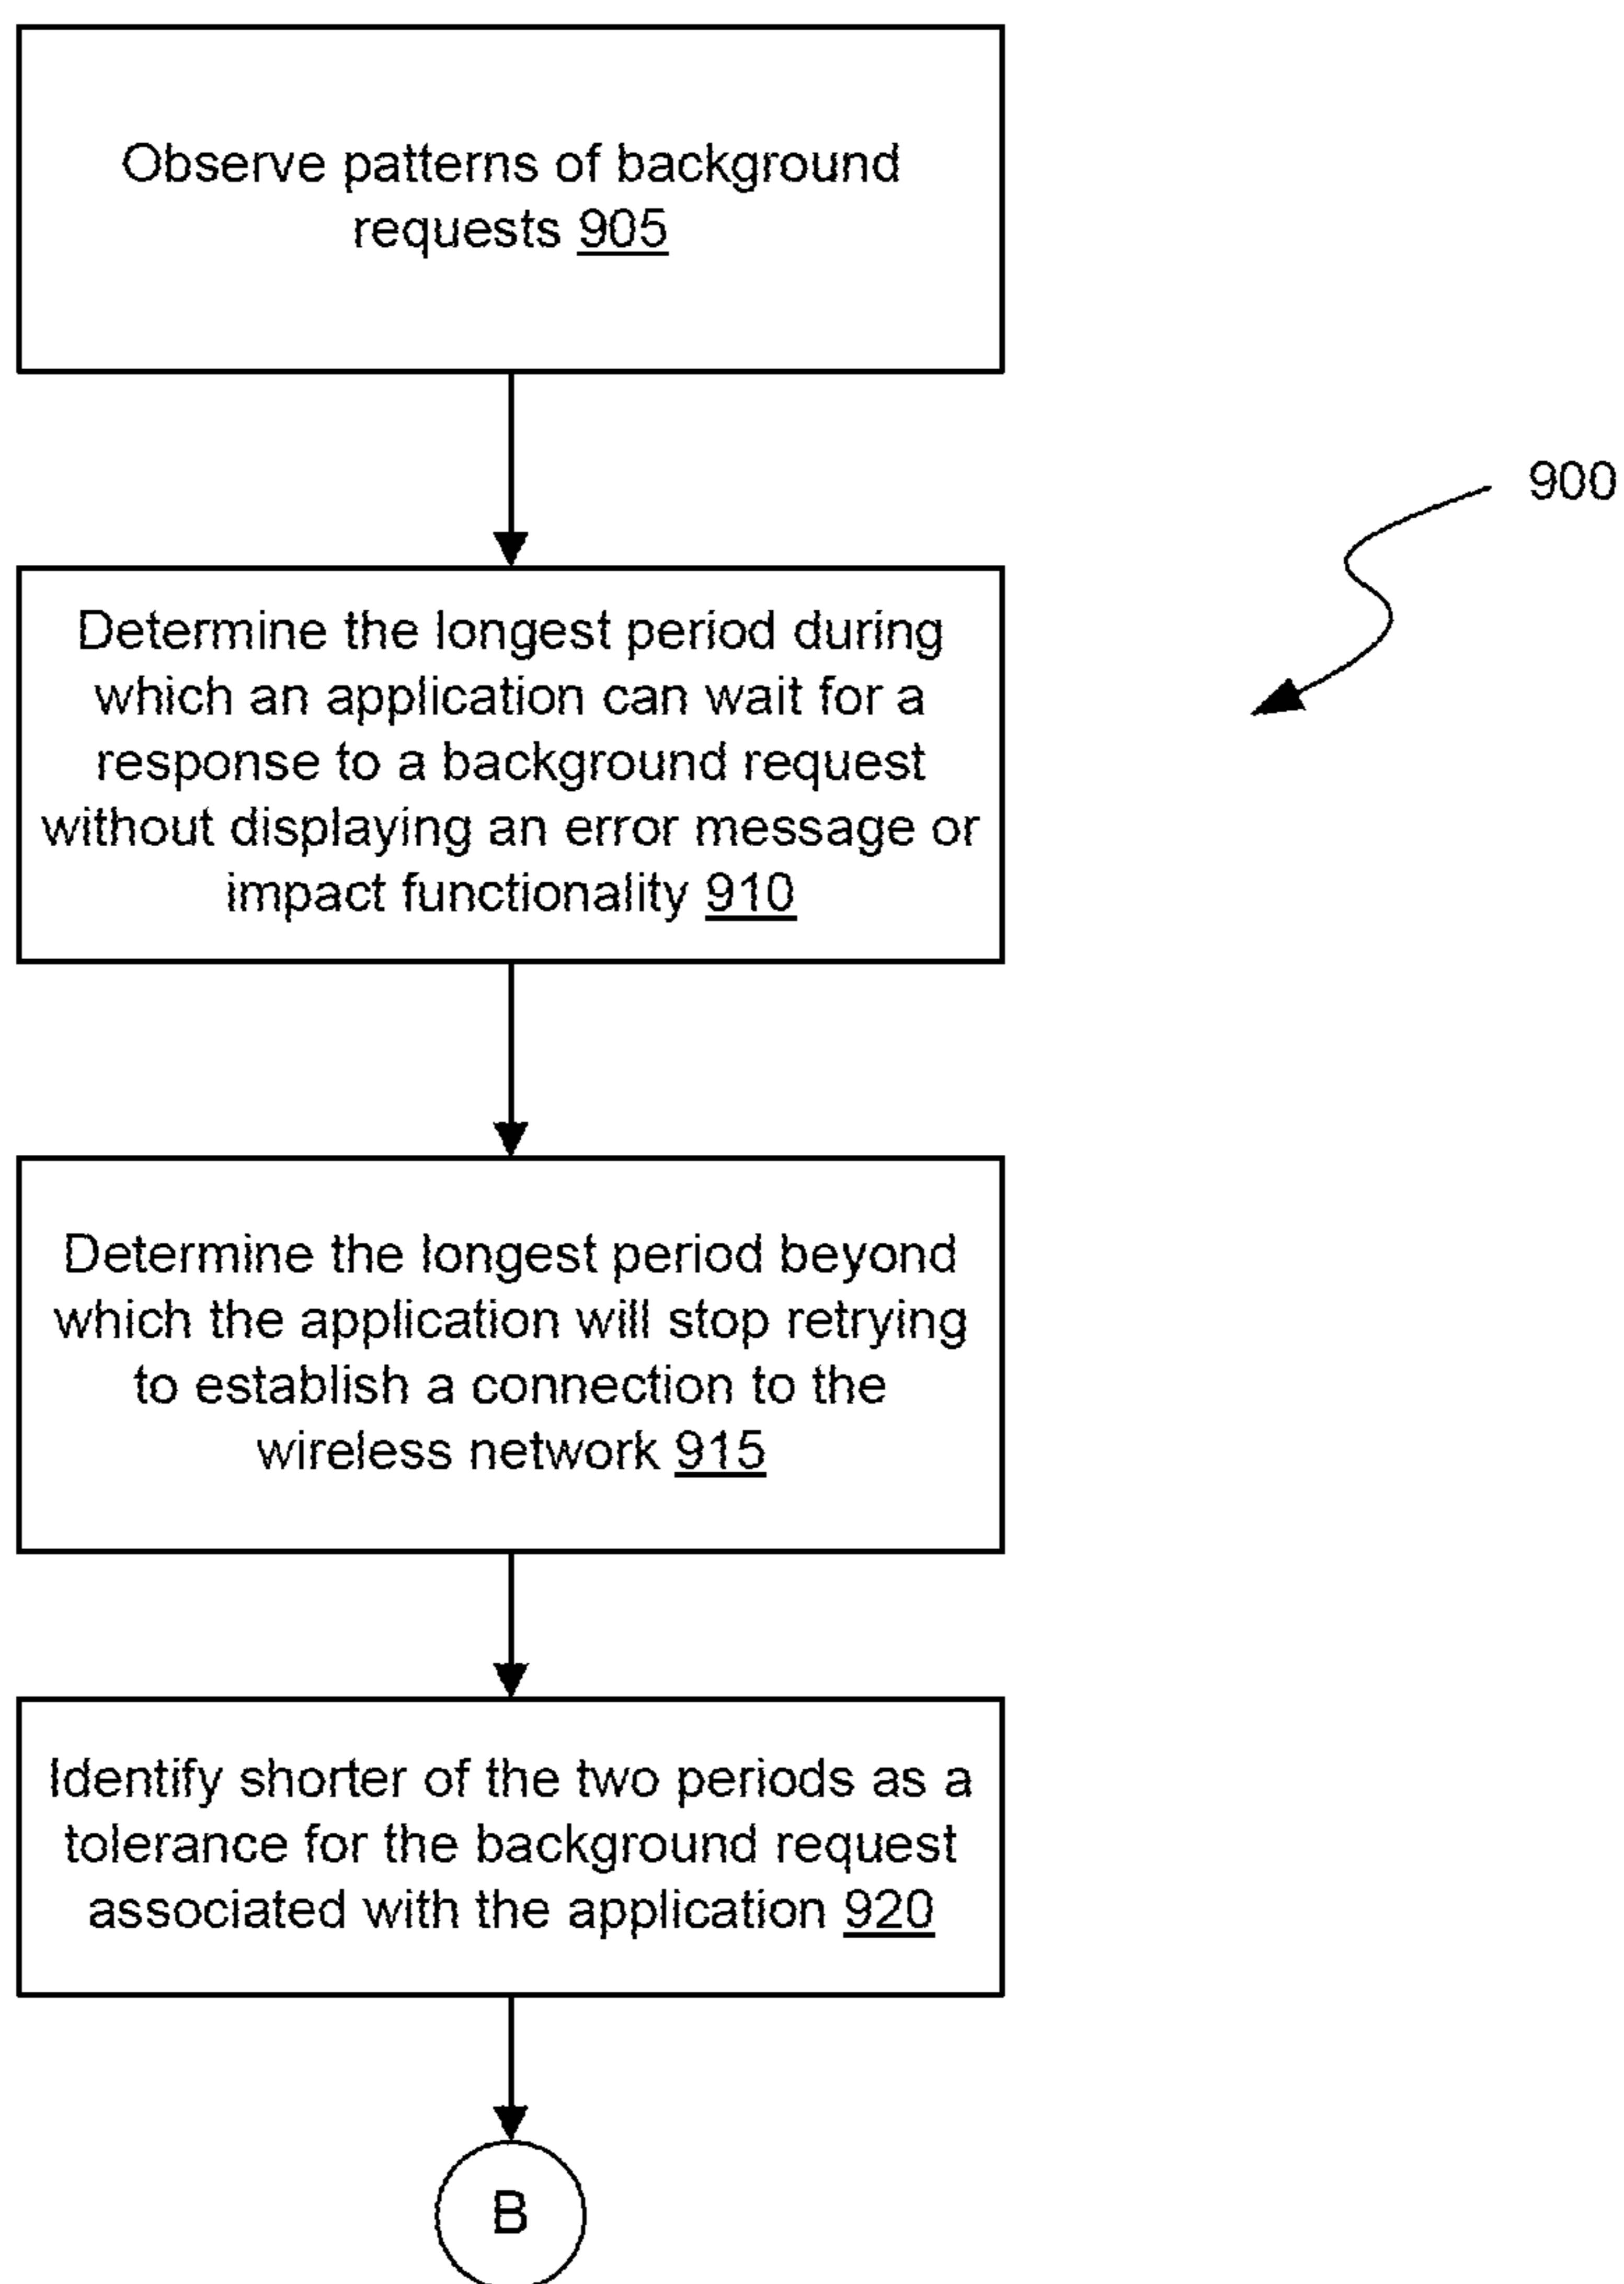 Observe patterns of background
requests 905
900
Determine the longest period during
which an application can wait for a
response to a background request
without displaying an error message or
impact functionality 910
Determine the longest period beyond
which the application will stop retrying
to establish a connection to the
wireless network 915
Identify shorter of the two periods as a
tolerance for the background request
associated with the application 920
B